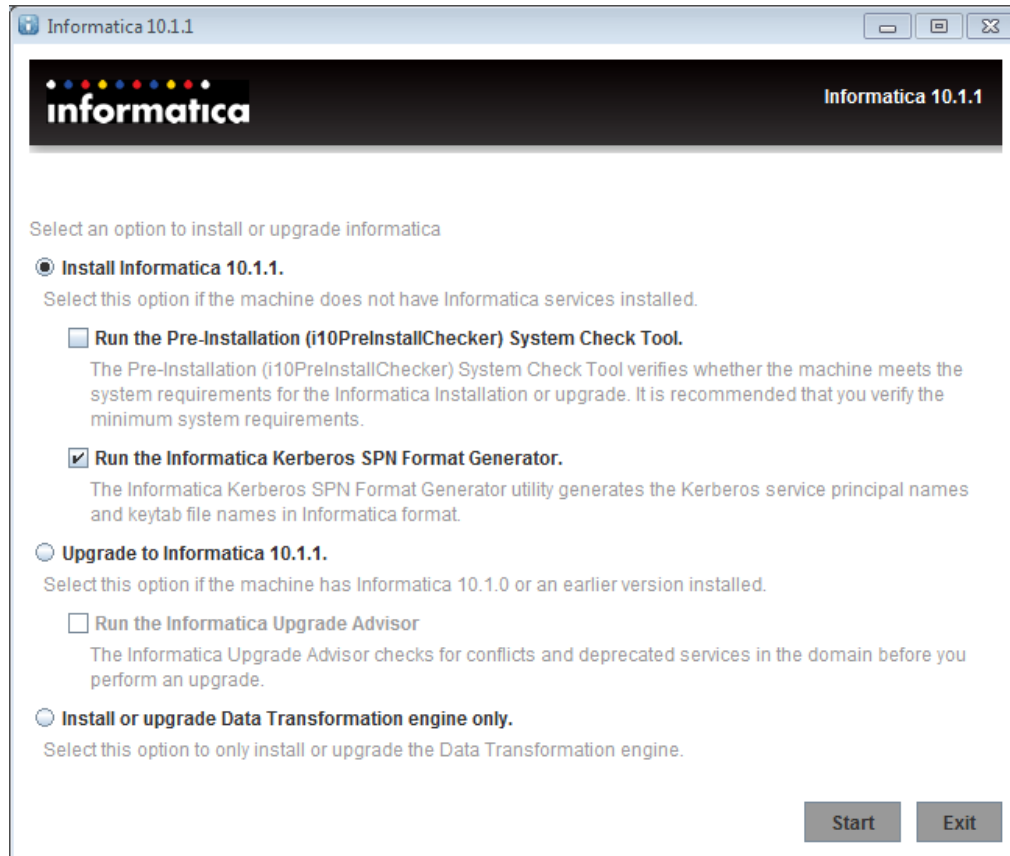 Informatica 10.1.1
informatica
Informatica 10.1.1
Select an option to install or upgrade informatica
Install Informatica 10.1.1.
Select this option if the machine does not have Informatica services installed.
Run the Pre-Installation (i10PreInstallChecker) System Check Tool.
The Pre-Installation (i10PreInstallChecker) System Check Tool verifies whether the machine meets the
system requirements for the Informatica Installation or upgrade. It is recommended that you verify the
minimum system requirements.
Run the Informatica Kerberos SPN Format Generator.
The Informatica Kerberos SPN Format Generator utility generates the Kerberos service principal names
and keytab file names in Informatica format.
Upgrade to Informatica 10.1.1.
Select this option if the machine has Informatica 10.1.0 or an earlier version installed.
Run the Informatica Upgrade Advisor
The Informatica Upgrade Advisor checks for conflicts and deprecated services in the domain before you
perform an upgrade.
Install or upgrade Data Transformation engine only.
Select this option to only install or upgrade the Data Transformation engine.
Start Exit